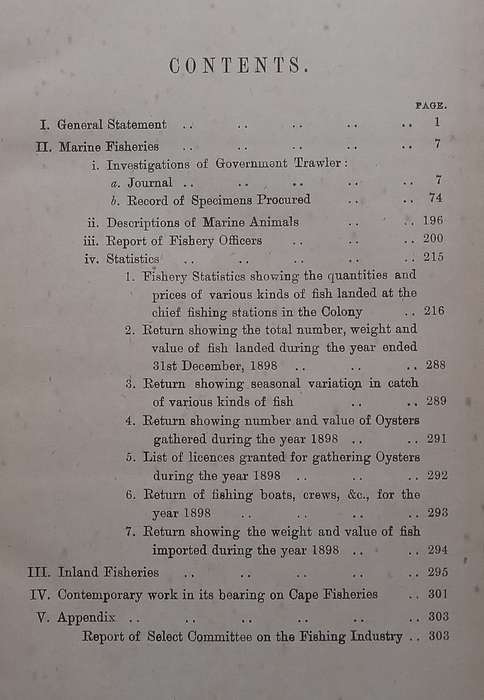 CONTENTS.
PAGE.
I. General Statement .. .. .. .. .. 1
II. Marine Fisheries .. .. .. .. .. 7
i. Investigations of Government Trawler:
a. Journal .. .. .. .. .. 7
b. Record of Specimens Procured .. .. 74
ii. Descriptions of Marine Animals .. .. 196
iii. Report of Fishery Officers .. .. .. 200
iv. Statistics .. .. .. .. .. 215
1. Fishery Statistics showing the quantities and
prices of various kinds of fish landed at the
chief fishing stations in the Colony .. 216
2. Return showing the total number, weight and
value of fish landed during the year ended
31st December, 1898 .. .. .. 288
3. Return showing seasonal variation in catch
of various kinds of fish .. .. 289
4. Return showing number and value of Oysters
gathered during the year 1898 .. .. 291
5. List of licences granted for gathering Oysters
during the year 1898 .. .. .. 292
6. Return of fishing boats, crews, &c., for the
year 1898 .. .. .. .. 293
7. Return showing the weight and value of fish
imported during the year 1898 .. .. 294
III. Inland Fisheries .. .. .. .. .. 295
IV. Contemporary work in its bearing on Cape Fisheries .. 301
V. Appendix .. .. .. .. .. .. 303
Report of Select Committee on the Fishing Industry .. 303